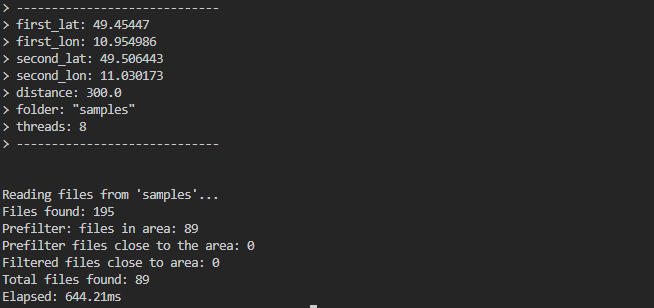 > -----------------------------
> first_lat: 49.45447
> first_lon: 10.954986
> second_lat: 49.506443
> second_lon: 11.030173
> distance: 300.0
> folder: "samples"
> threads: 8
> -----------------------------
Reading files from 'samples'...
Files found: 195
Prefilter: files in area: 89
Prefilter files close to the area: 0
Filtered files close to area: 0
Total files found: 89
Elapsed: 644.21ms